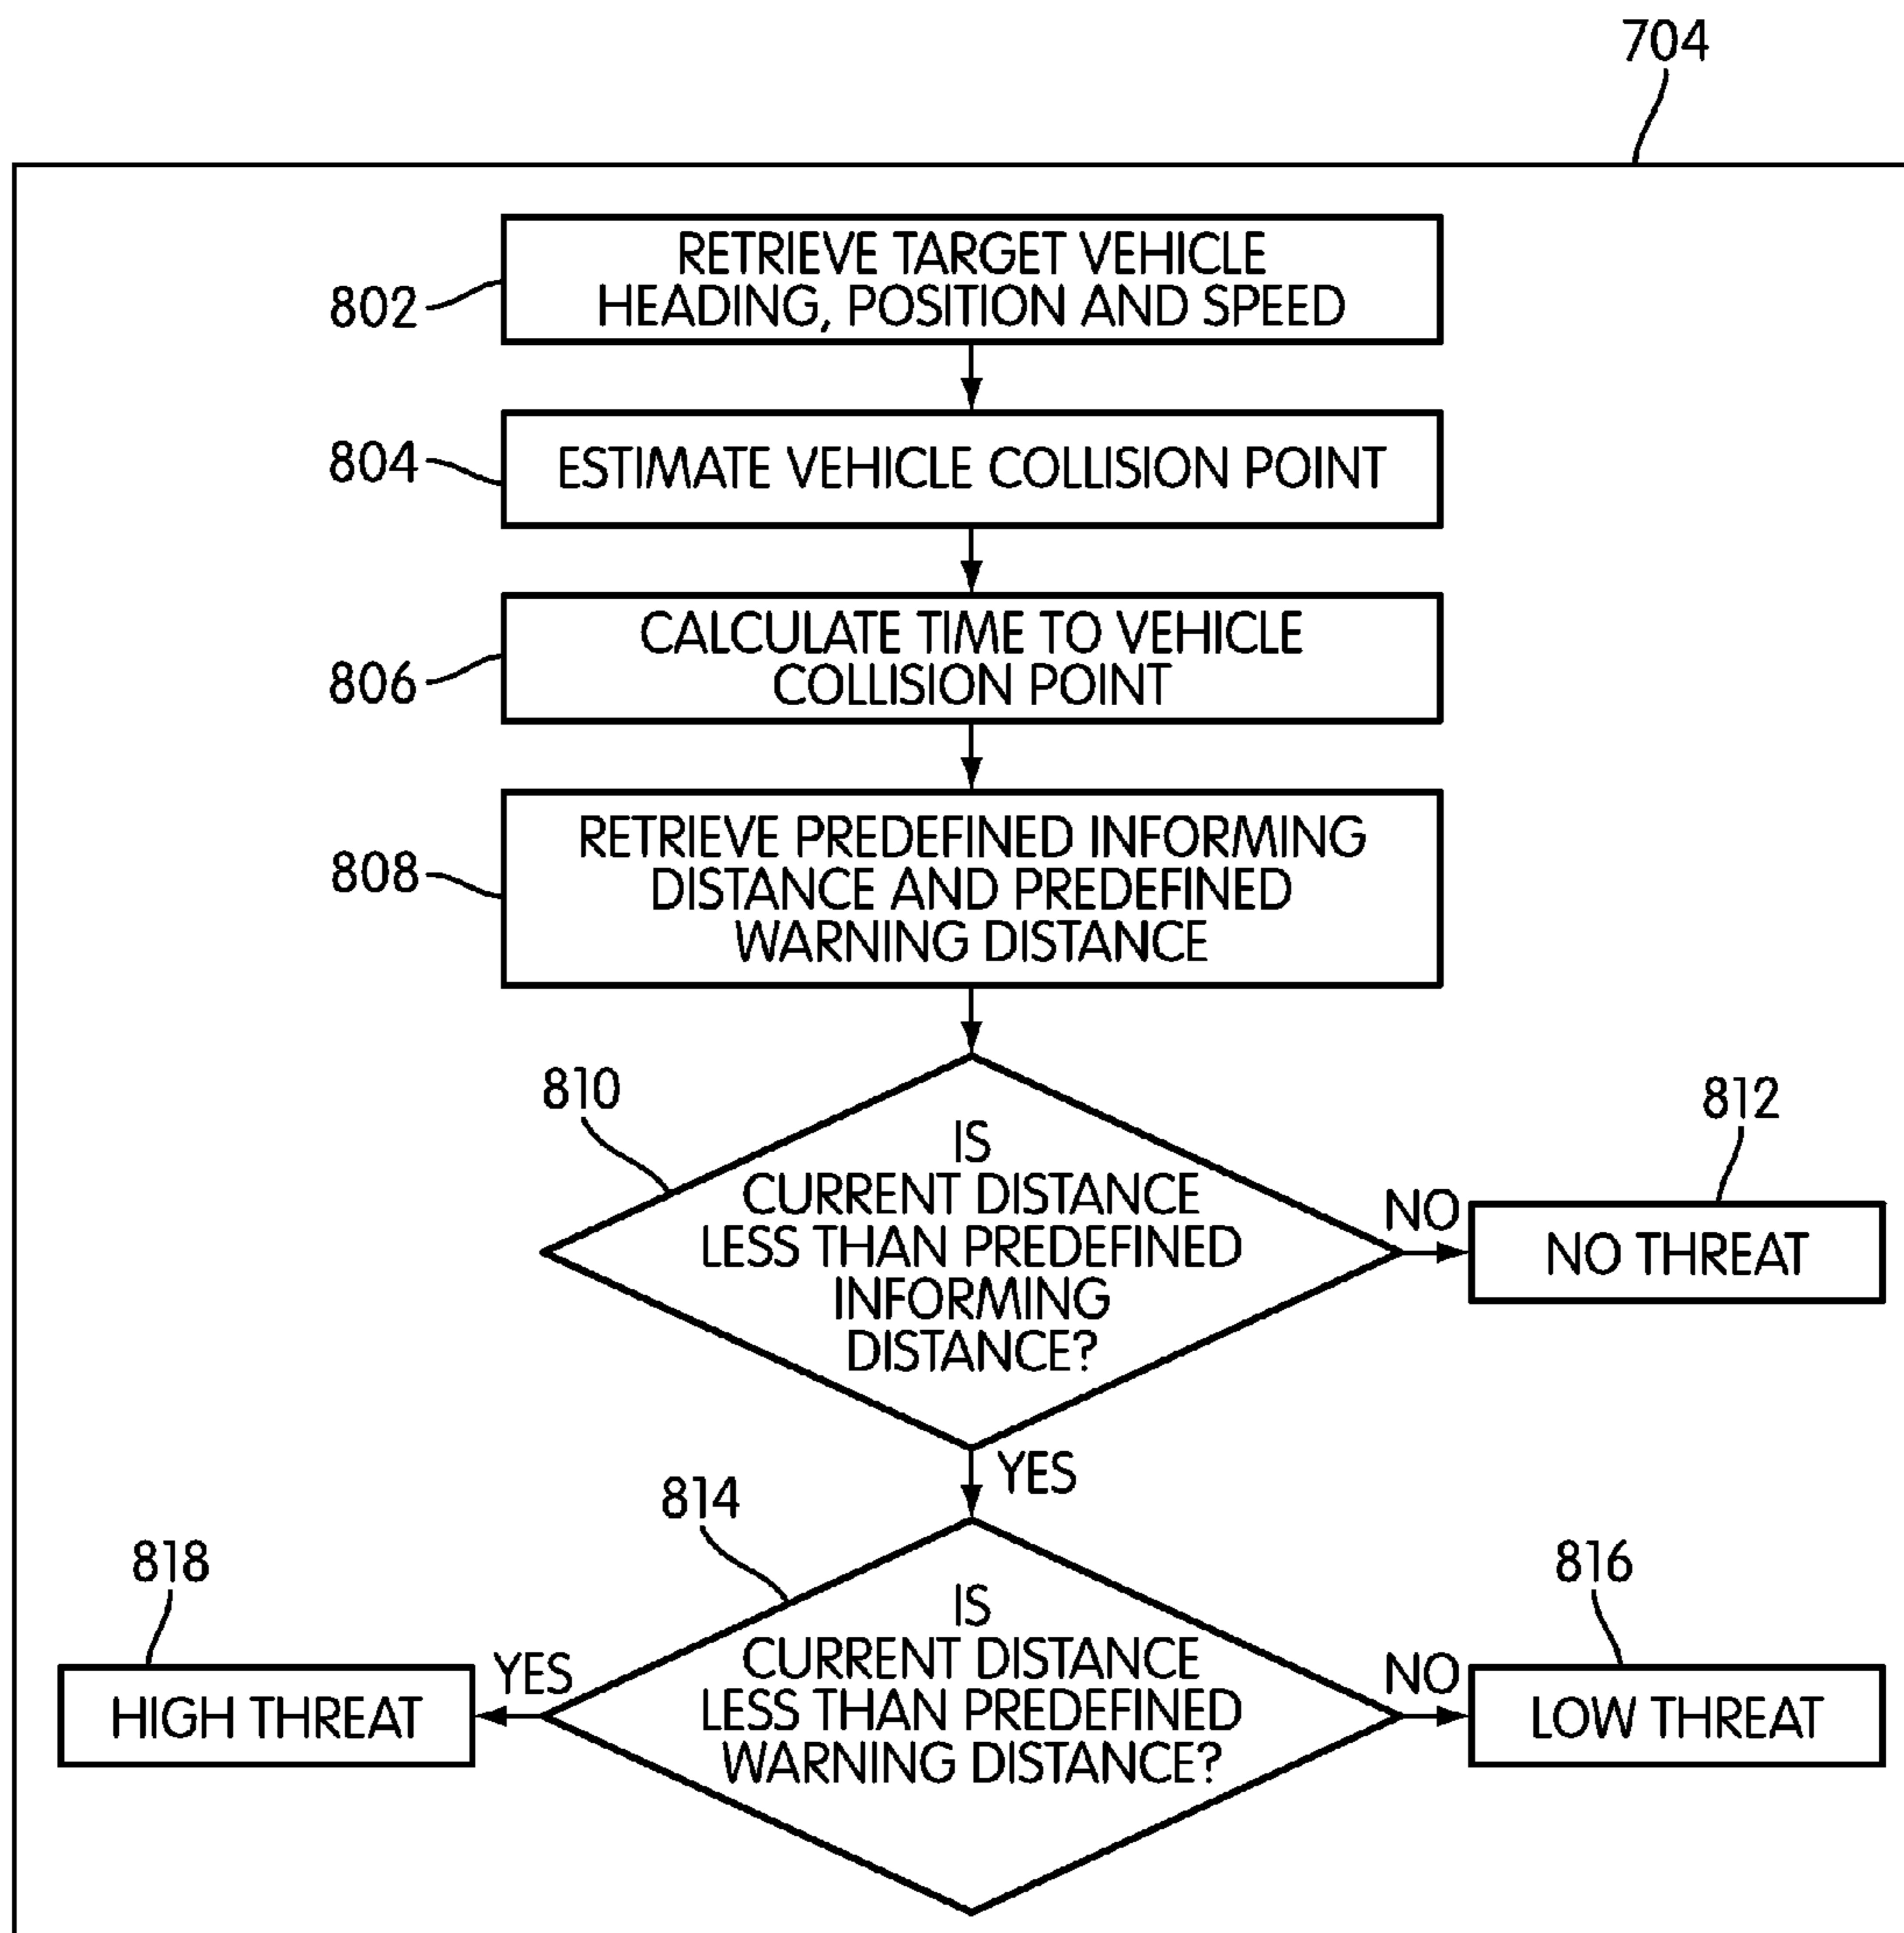 704
RETRIEVE TARGET VEHICLE
HEADING, POSITION AND SPEED
802
ESTIMATE VEHICLE COLLISION POINT
804
CALCULATE TIME TO VEHICLE
COLLISION POINT
806
RETRIEVE PREDEFINED INFORMING
DISTANCE AND PREDEFINED
WARNING DISTANCE
808
810
IS
CURRENT DISTANCE
LESS THAN PREDEFINED
INFORMING
DISTANCE?
NO
812
NO THREAT
YES
814
IS
CURRENT DISTANCE
LESS THAN PREDEFINED
WARNING DISTANCE?
YES
818
HIGH THREAT
NO
816
LOW THREAT